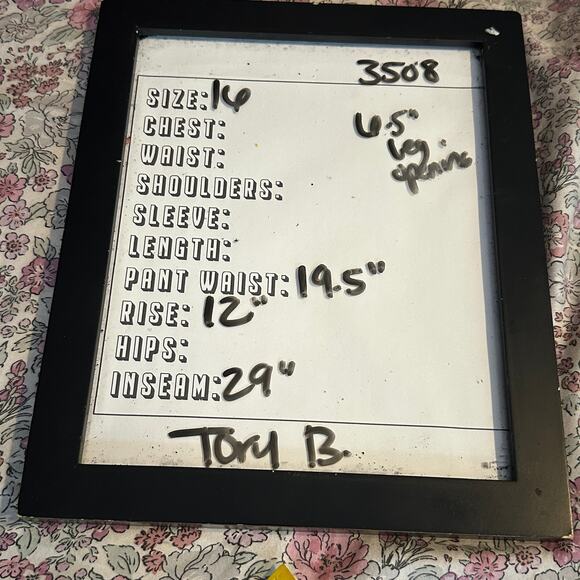 3508
SIZE: 16
CHEST:
WAIST:
SHOULDERS:
SLEEVE:
LENGTH:
PANT WAIST: 19.5"
RISE: 12"
HIPS:
INSEAM: 29"
6.5"
Leg
opening
Tory B.